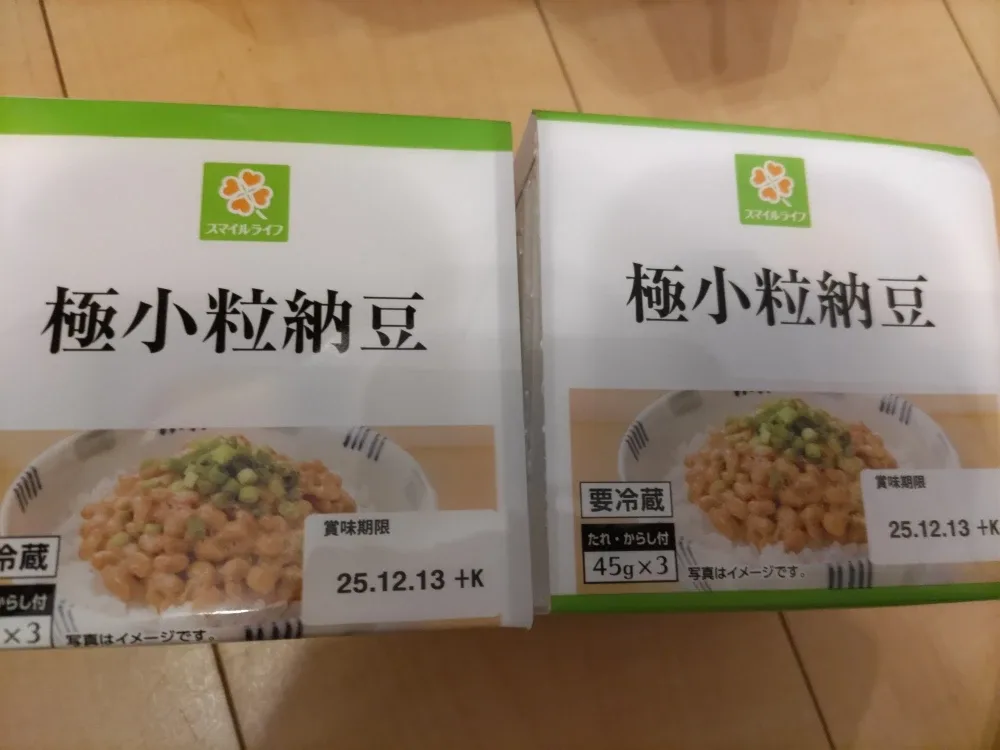 スマイルライフ
極小粒納豆
賞味期限
25.12.13 +K
冷蔵
からし付
×3
写真はイメージです。
スマイルライフ
極小粒納豆
要冷蔵
たれ・からし付
45g×3
写真はイメージです。
賞味期限
25.12.13 +K